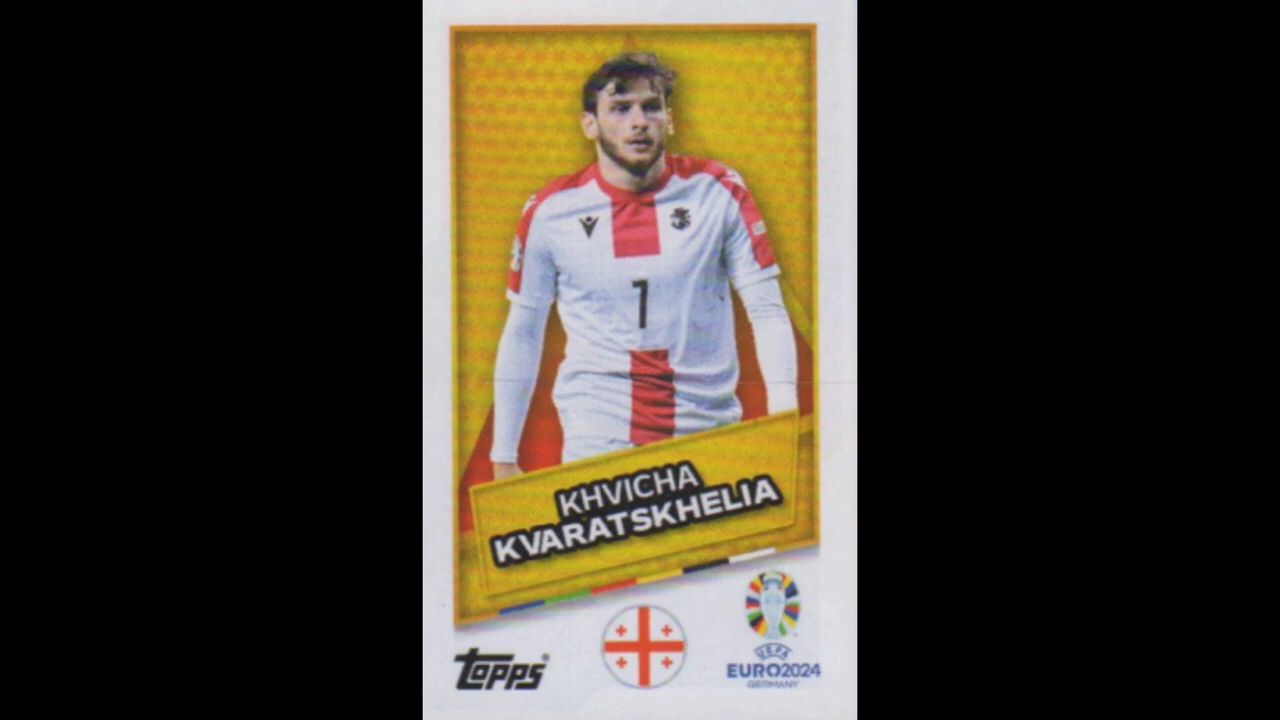 7
KHVICHA
KVARATSKHELIA
topps
UEFA
EURO2024
GERMANY